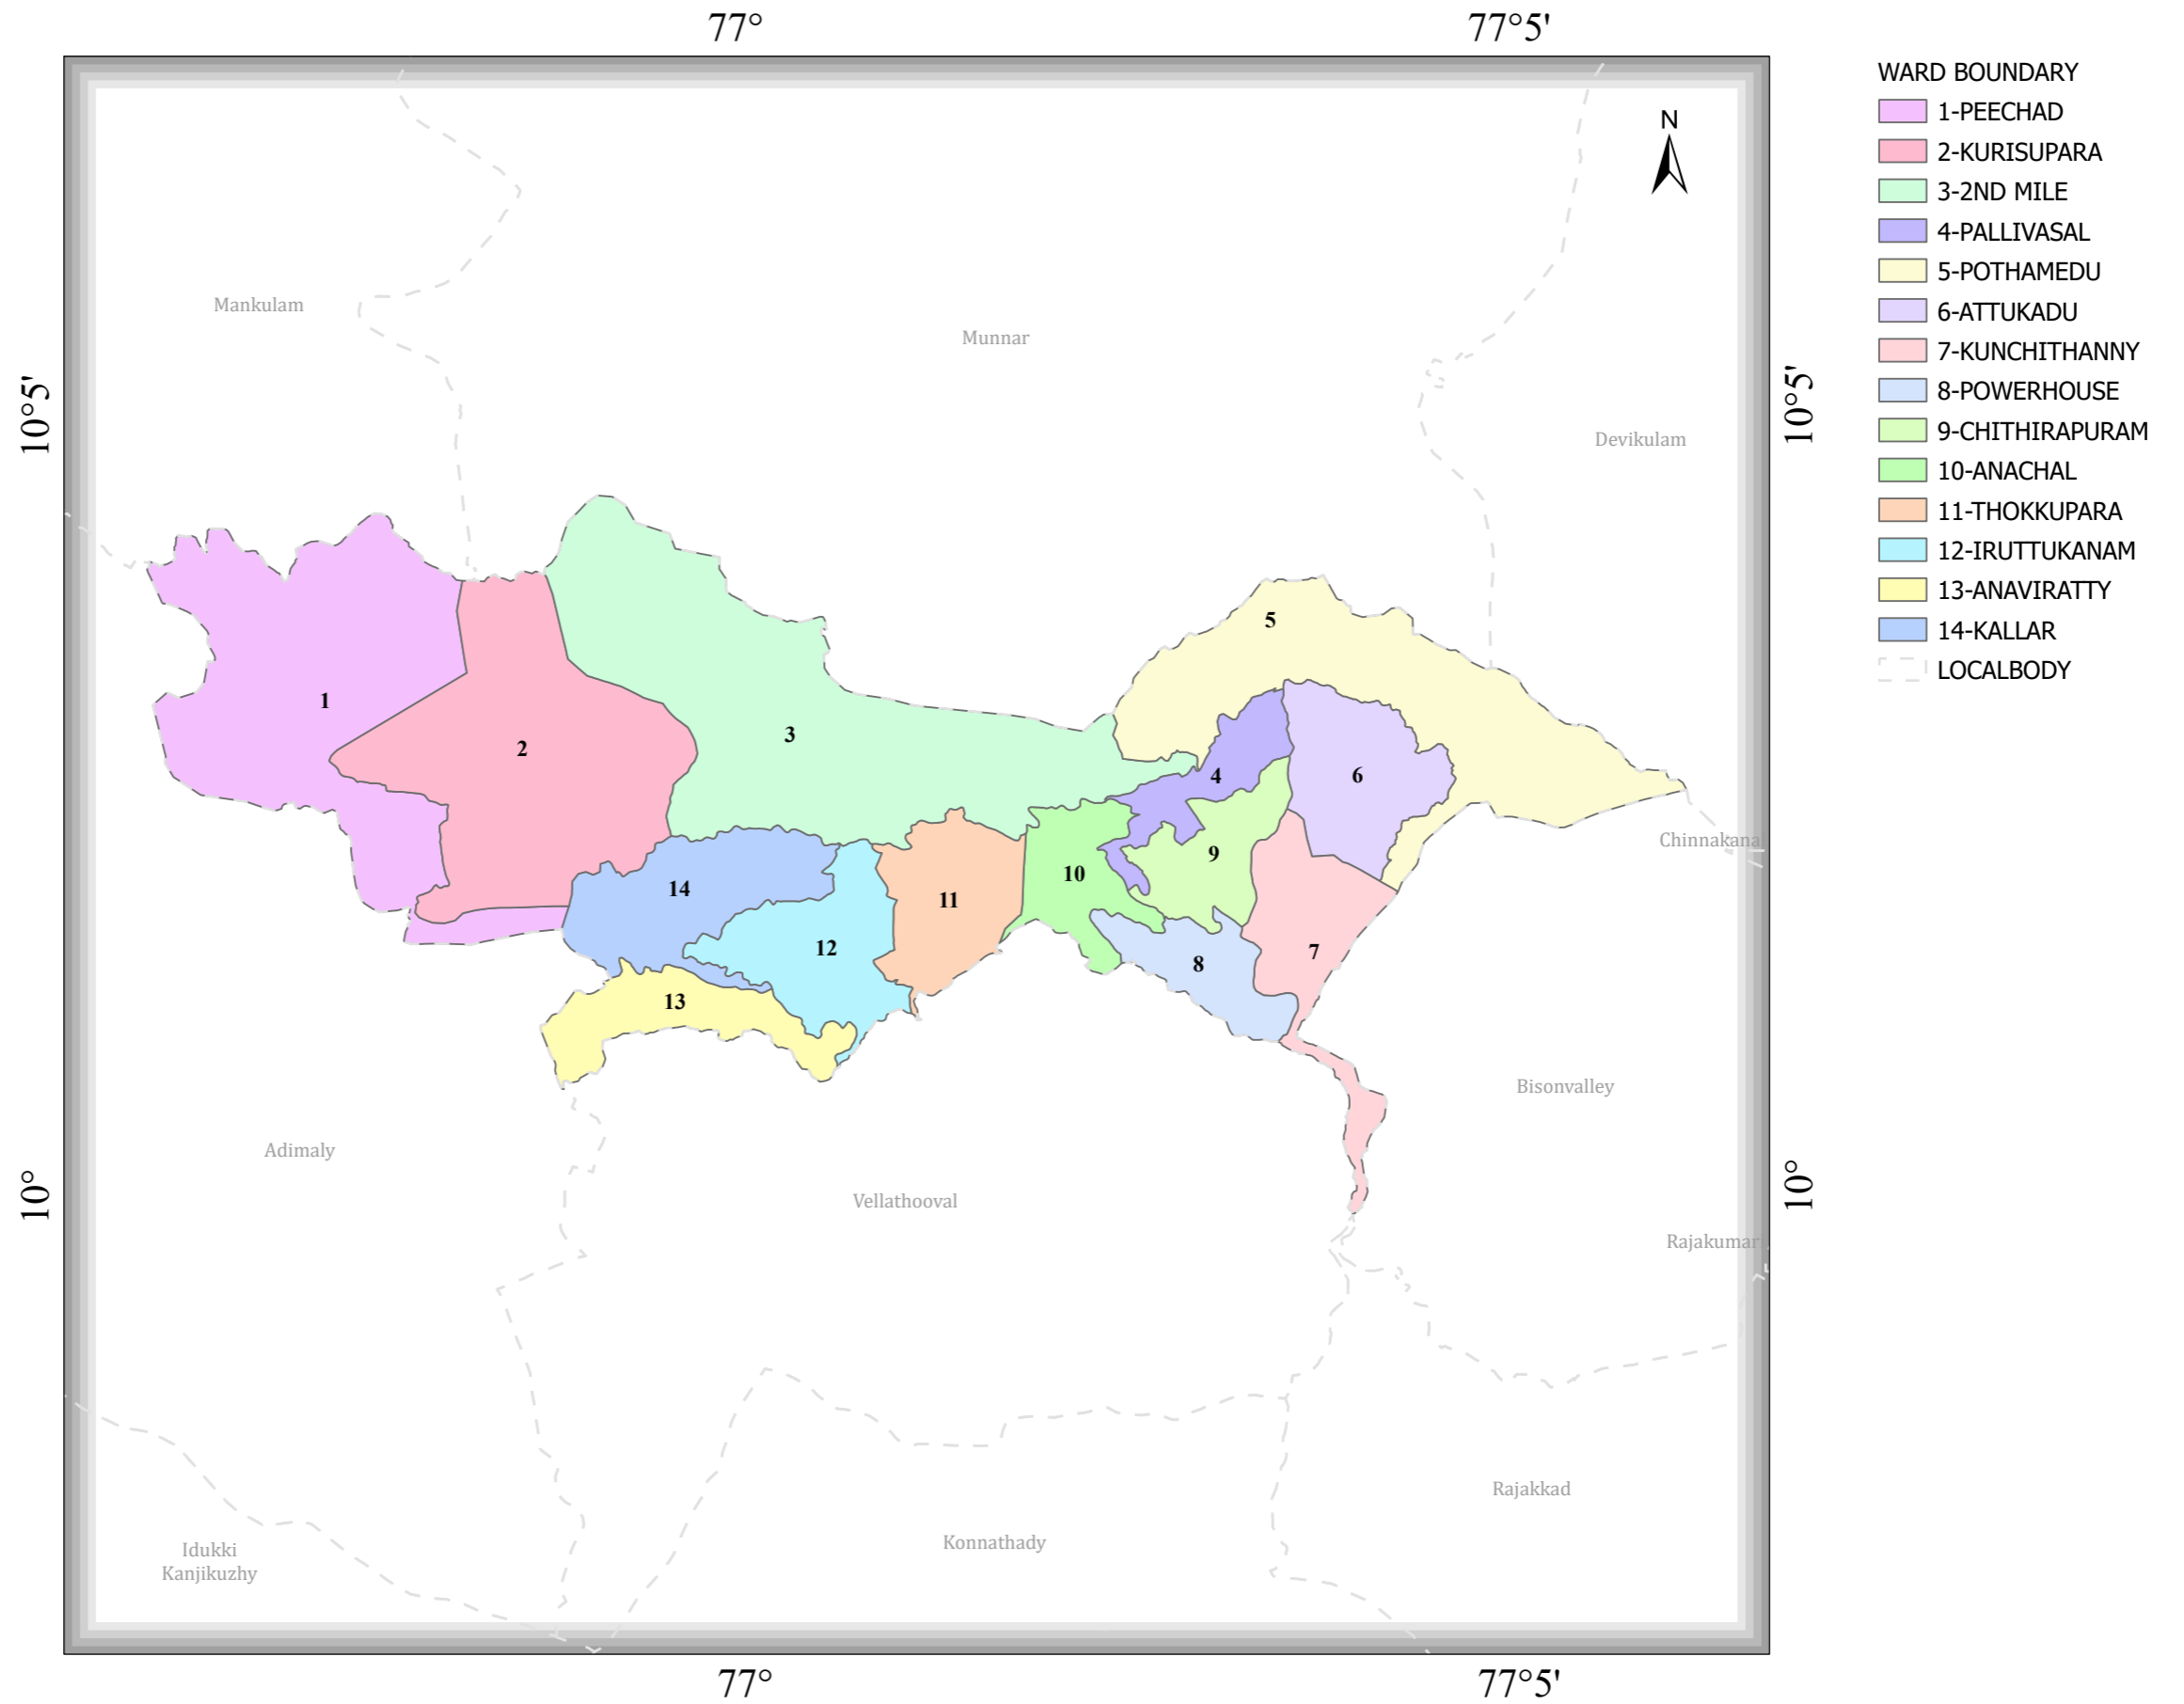 77° 77°5'
WARD BOUNDARY
1-PEECHAD
2-KURISUPARA
3-2ND MILE
4-PALLIVASAL
5-POTHAMEDU
6-ATTUKADU
7-KUNCHITHANNY
8-POWERHOUSE
9-CHITHIRAPURAM
10-ANACHAL
11-THOKKUPARA
12-IRUTTUKANAM
13-ANAVIRATTY
14-KALLAR
LOCALBODY
N
Mankulam
Munnar
10°5'
10°5'
Devikulam
5
1
3
2
4
6
Chinnakana
9
10
14
11
12
7
8
13
Bisonvalley
Adimaly
10°
10°
Vellathooval
Rajakumar
Rajakkad
Konnathady
Idukki
Kanjikuzhy
77° 77°5'